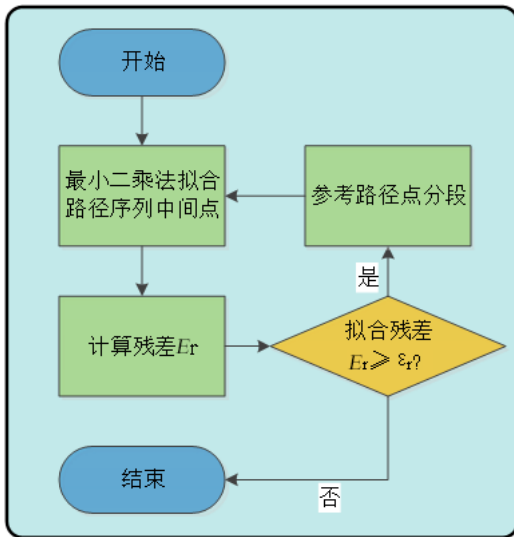 开始
最小二乘法拟合
路径序列中间点
参考路径点分段
是
计算残差Er
拟合残差
Er≥εr?
否
结束